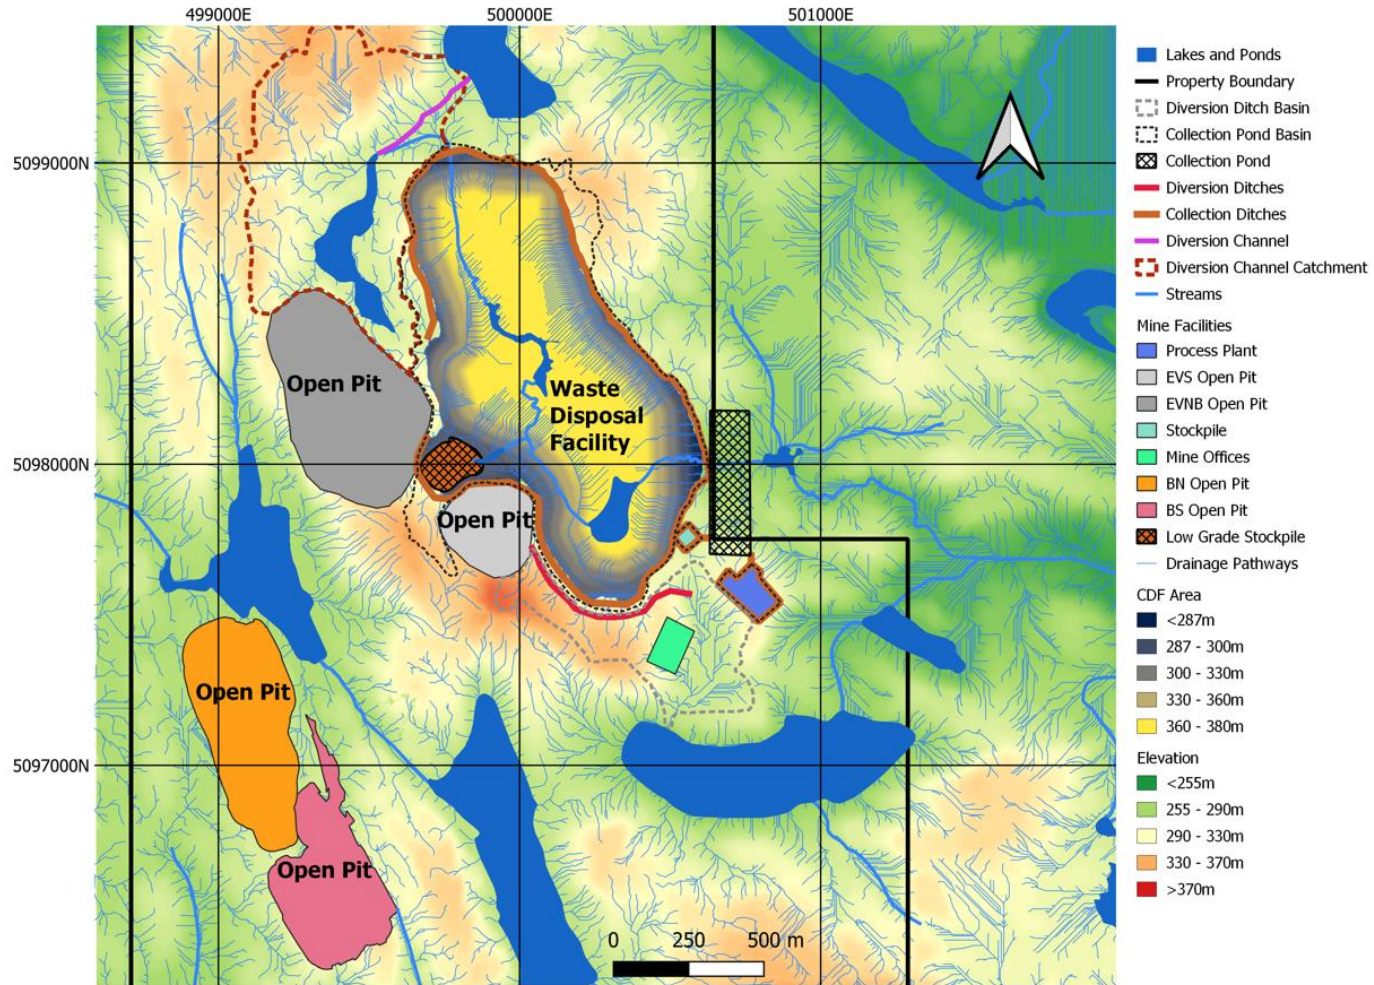 499000E
500000E
501000E
5099000N
5098000N
5097000N
Open Pit
Waste
Disposal
Facility
Open Pit
Open Pit
Open Pit
0 250 500 m
Lakes and Ponds
Property Boundary
Diversion Ditch Basin
Collection Pond Basin
Collection Pond
Diversion Ditches
Collection Ditches
Diversion Channel
Diversion Channel Catchment
Streams
Mine Facilities
Process Plant
EVS Open Pit
EVNB Open Pit
Stockpile
Mine Offices
BN Open Pit
BS Open Pit
Low Grade Stockpile
Drainage Pathways
CDF Area
<287m
287 - 300m
300 - 330m
330 - 360m
360 - 380m
Elevation
<255m
255 - 290m
290 - 330m
330 - 370m
>370m